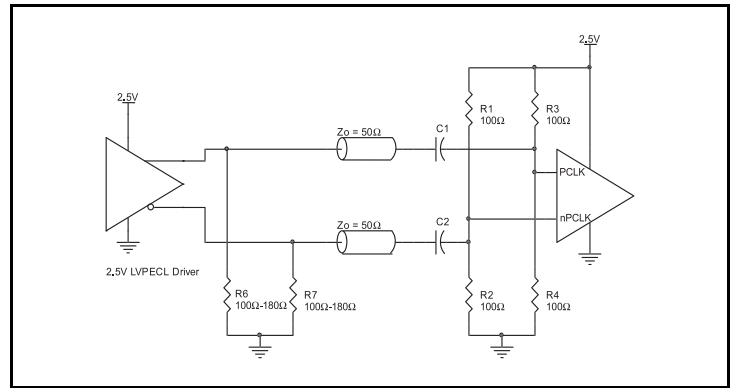 2.5V
2.5V
R1
100Ω
R3
100Ω
Zo = 50Ω
C1
PCLK
Zo = 50Ω
C2
nPCLK
2.5V LVPECL Driver
R6
100Ω-180Ω
R7
100Ω-180Ω
R2
100Ω
R4
100Ω